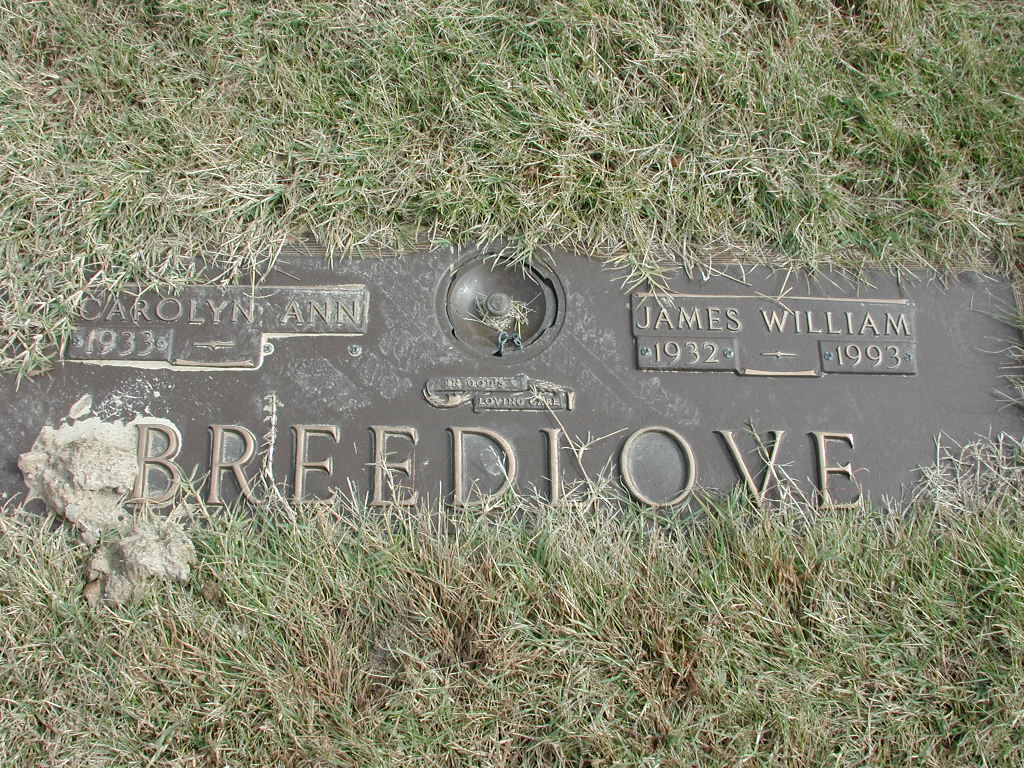 CAROLYN ANN
1933
JAMES WILLIAM
1932 1993
IN GOD'S
LOVING CARE
BREEDLOVE